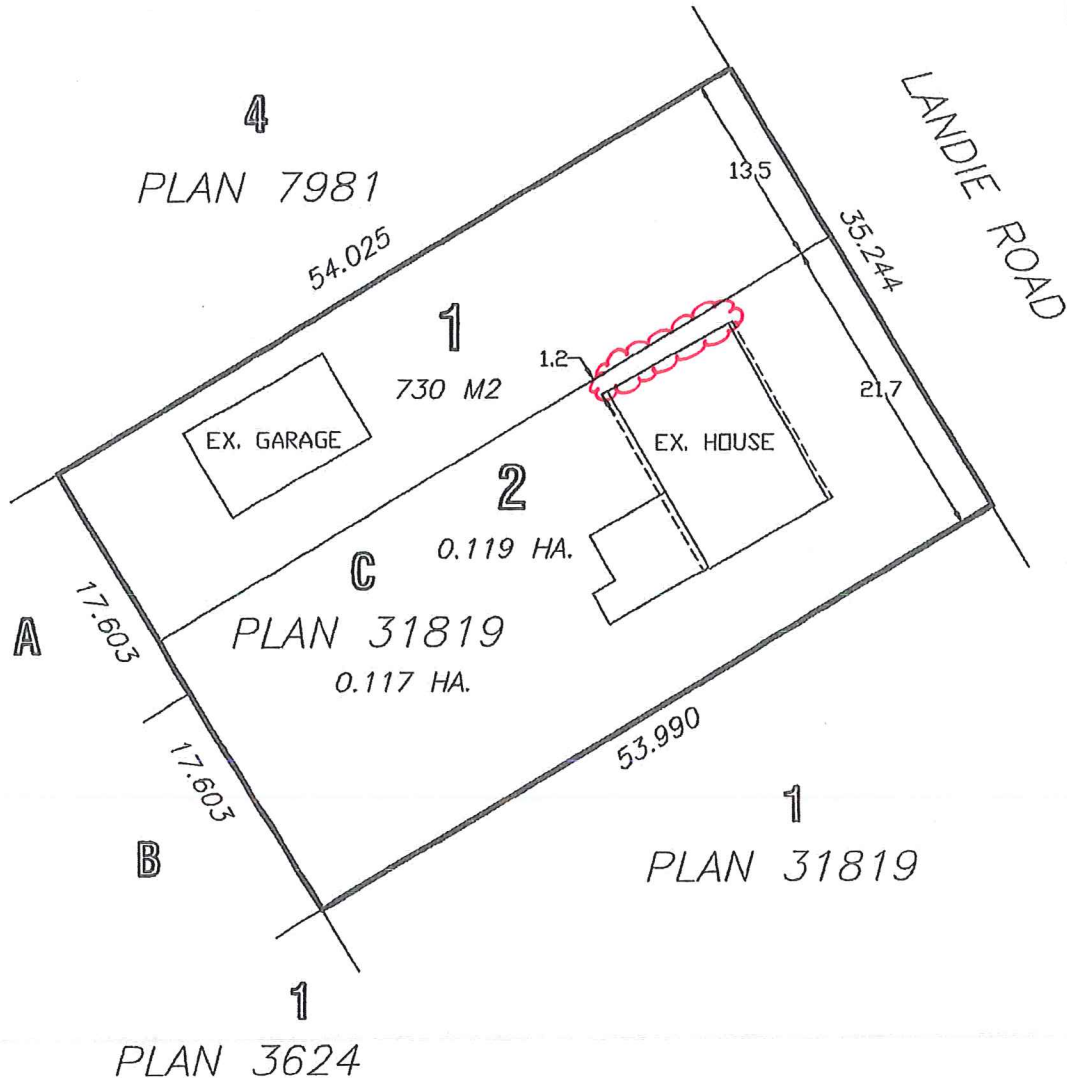 4
PLAN 7981
LANDIE ROAD
13.5
35.244
54.025
1
1.2
730 M2
21.7
EX. GARAGE
EX. HOUSE
2
0.119 HA.
C
17.603
A
PLAN 31819
0.117 HA.
53.990
17.603
1
B
PLAN 31819
1
PLAN 3624